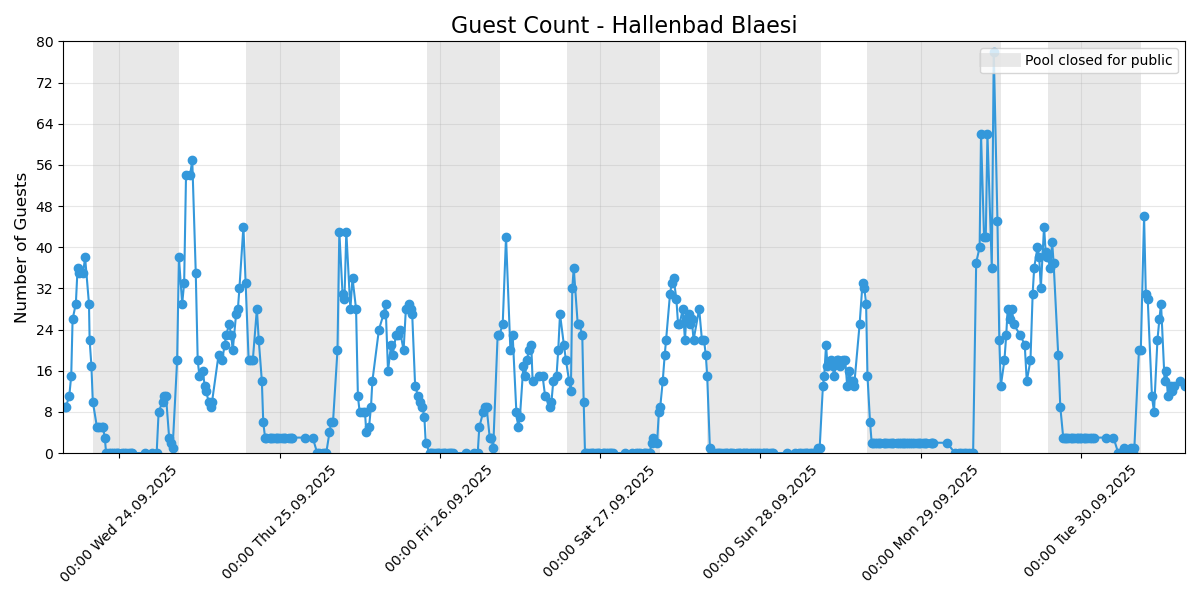 Guest Count - Hallenbad Blaesi
Pool closed for public
Number of Guests
80
72
64
56
48
40
32
24
16
8
0
00:00 Wed 24.09.2025
00:00 Thu 25.09.2025
00:00 Fri 26.09.2025
00:00 Sat 27.09.2025
00:00 Sun 28.09.2025
00:00 Mon 29.09.2025
00:00 Tue 30.09.2025